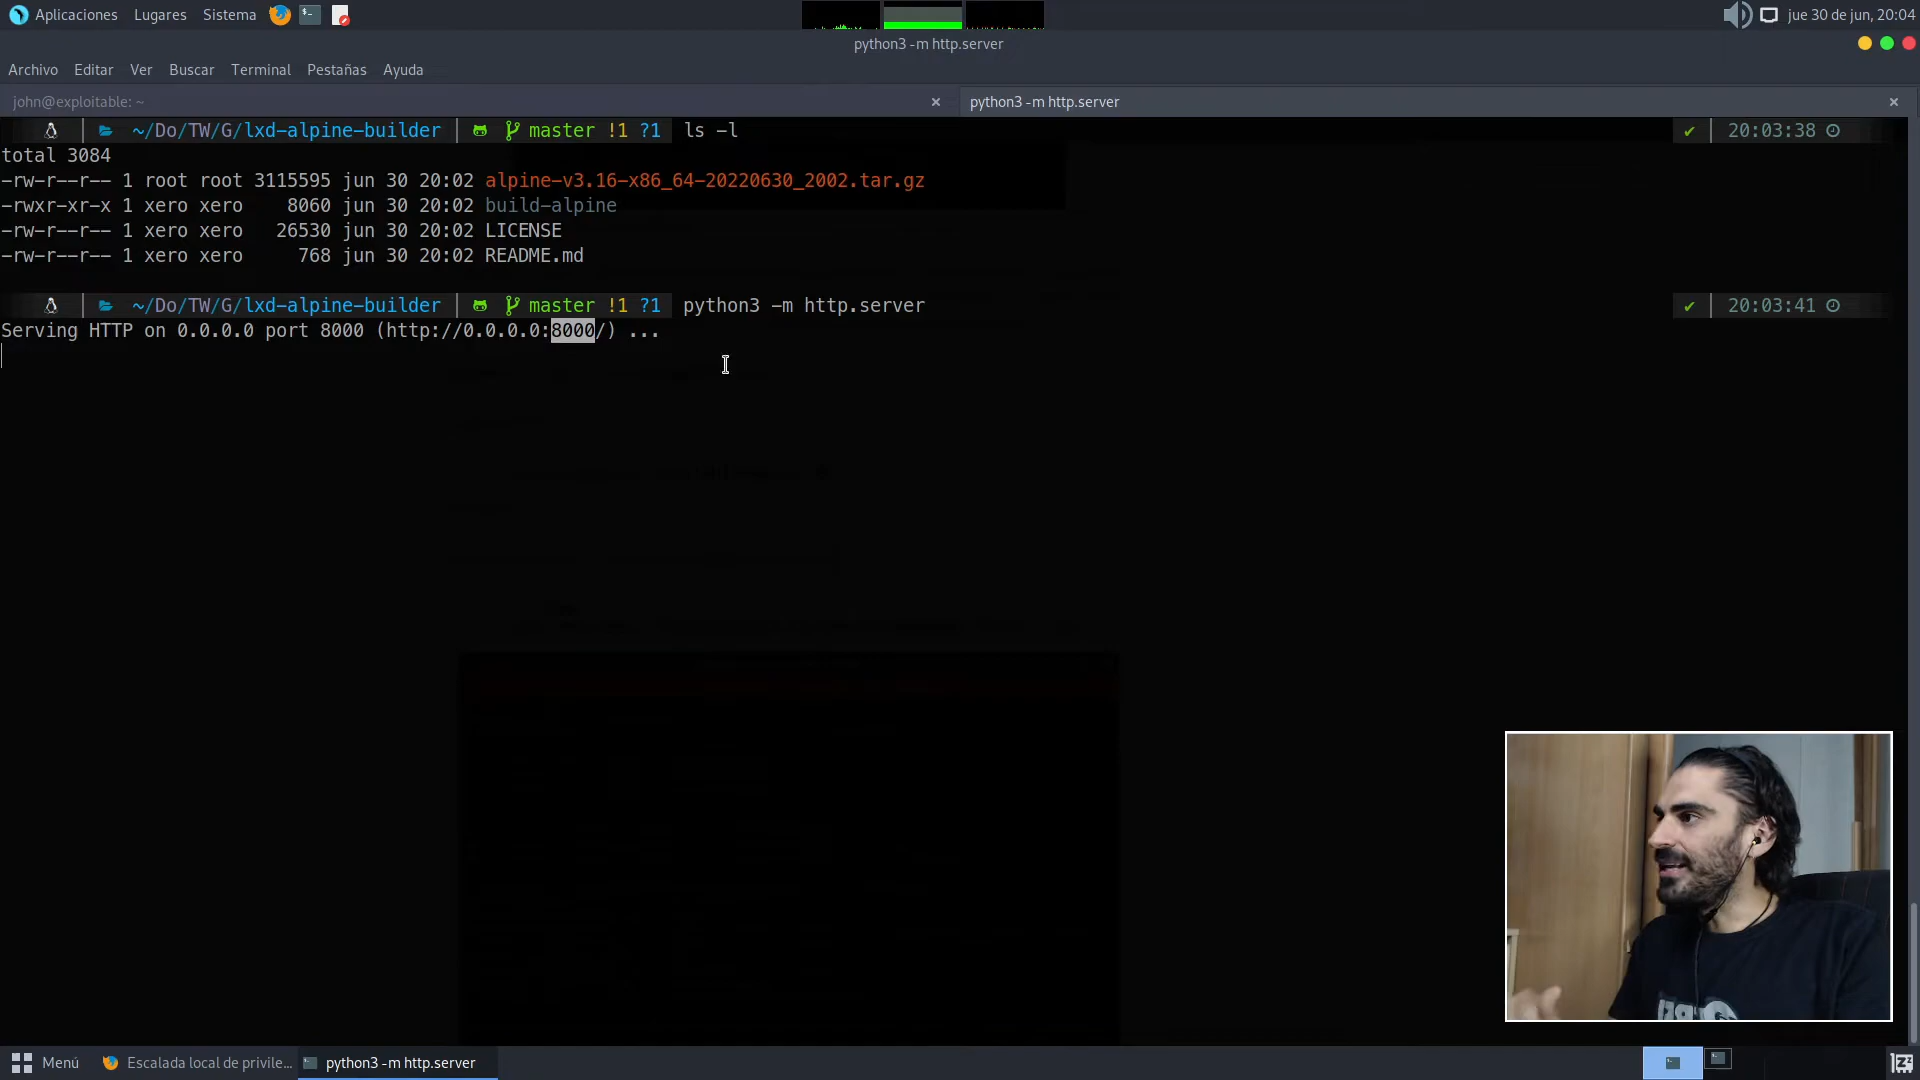 Aplicaciones Lugares Sistema
jue 30 de jun, 20:04
python3 -m http.server
Archivo Editar Ver Buscar Terminal Pestañas Ayuda
john@exploitable: ~ × python3 -m http.server ×
~/Do/TW/G/lxd-alpine-builder master !1 ?1 ls -l ✔ 20:03:38
total 3084
-rw-r--r-- 1 root root 3115595 jun 30 20:02 alpine-v3.16-x86_64-20220630_2002.tar.gz
-rwxr-xr-x 1 xero xero 8060 jun 30 20:02 build-alpine
-rw-r--r-- 1 xero xero 26530 jun 30 20:02 LICENSE
-rw-r--r-- 1 xero xero 768 jun 30 20:02 README.md
~/Do/TW/G/lxd-alpine-builder master !1 ?1 python3 -m http.server ✔ 20:03:41
Serving HTTP on 0.0.0.0 port 8000 (http://0.0.0.0:8000/) ...
Menú Escalada local de privile... python3 -m http.server